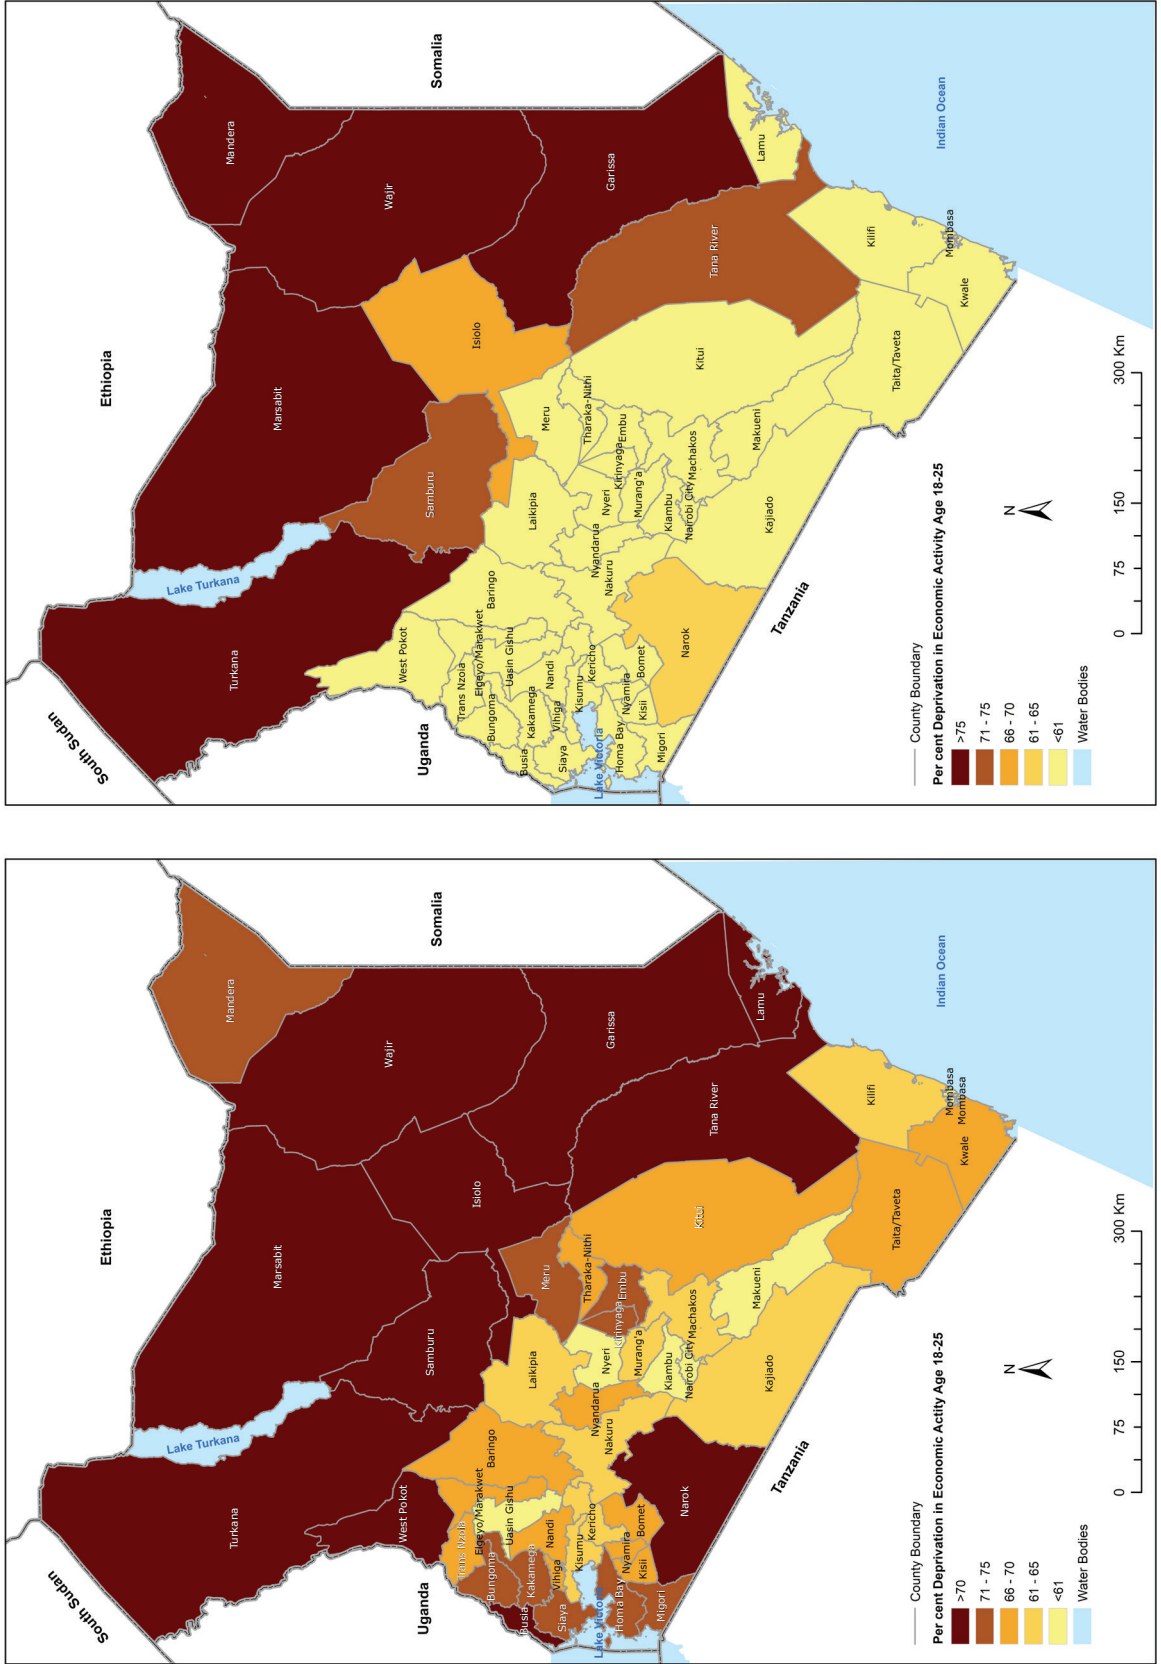 South Sudan
Ethiopia
Lake Turkana
Turkana
Mandera
Marsabit
Wajir
West Pokot
Samburu
Uganda
Somalia
Isiolo
Trans Nzoia
Elgeyo/Marakwet
Baringo
Bungoma
Uasin Gishu
Busia
Kakamega
Laikipia
Nandi
Meru
Vihiga
Siaya
Kisumu
Kericho
Tharaka-Nithi
Nyandarua
Lake Victoria
Nakuru
Nyeri
Garissa
Homa Bay
Nyamira
Kirinyaga
Embu
Kisii
Bomet
Murang'a
Migori
Kiambu
Narok
Nairobi City
Machakos
Kitui
Tana River
Makueni
Lamu
Kajiado
Tanzania
Kilifi
Taita/Taveta
Mombasa
Mombasa
Kwale
Indian Ocean
County Boundary
Per cent Deprivation in Economic Actity Age 18-25
>70
71 - 75
66 - 70
61 - 65
<61
Water Bodies
N
0 75 150 300 Km
South Sudan
Ethiopia
Lake Turkana
Turkana
Mandera
Marsabit
Wajir
West Pokot
Samburu
Uganda
Somalia
Isiolo
Trans Nzoia
Elgeyo/Marakwet
Baringo
Bungoma
Uasin Gishu
Busia
Kakamega
Laikipia
Nandi
Meru
Vihiga
Siaya
Kisumu
Kericho
Tharaka-Nithi
Nyandarua
Lake Victoria
Nakuru
Nyeri
Garissa
Homa Bay
Nyamira
Kirinyaga
Embu
Kisii
Bomet
Murang'a
Migori
Kiambu
Narok
Nairobi City
Machakos
Kitui
Tana River
Makueni
Lamu
Kajiado
Tanzania
Kilifi
Taita/Taveta
Mombasa
Kwale
Indian Ocean
County Boundary
Per cent Deprivation in Economic Activity Age 18-25
>75
71 - 75
66 - 70
61 - 65
<61
Water Bodies
N
0 75 150 300 Km